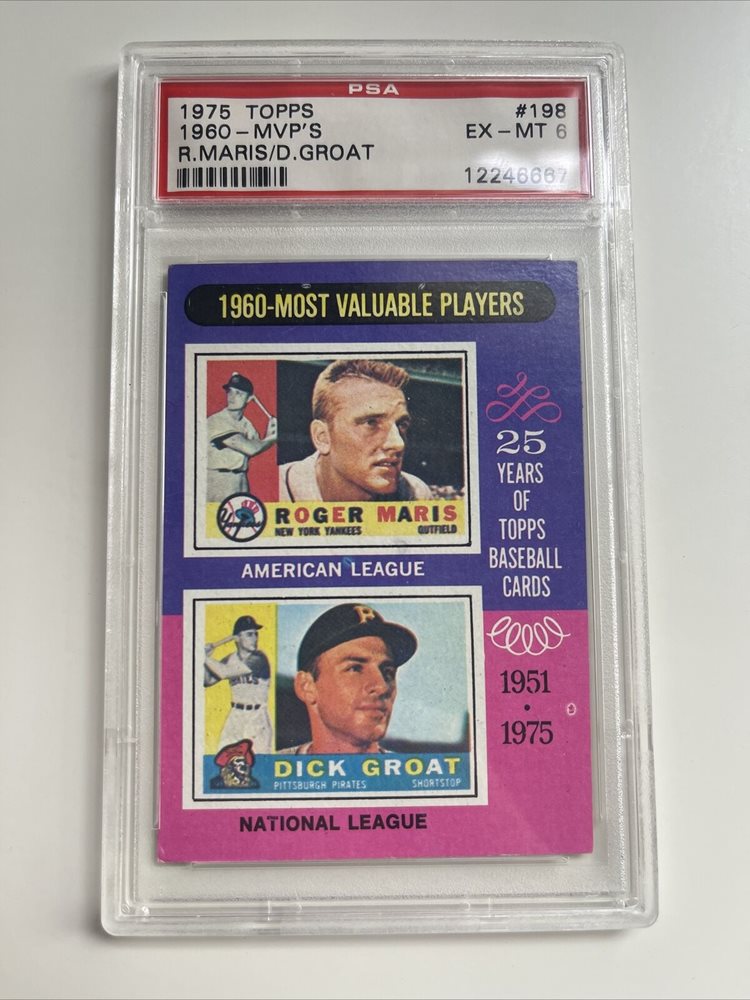 PSA
1975 TOPPS #198
1960-MVP'S EX-MT 6
R.MARIS/D.GROAT
12246667
1960-MOST VALUABLE PLAYERS
Yankees
ROGER MARIS
NEW YORK YANKEES OUTFIELD
AMERICAN LEAGUE
25
YEARS
OF
TOPPS
BASEBALL
CARDS
P
DICK GROAT
PITTSBURGH PIRATES SHORTSTOP
NATIONAL LEAGUE
1951
•
1975